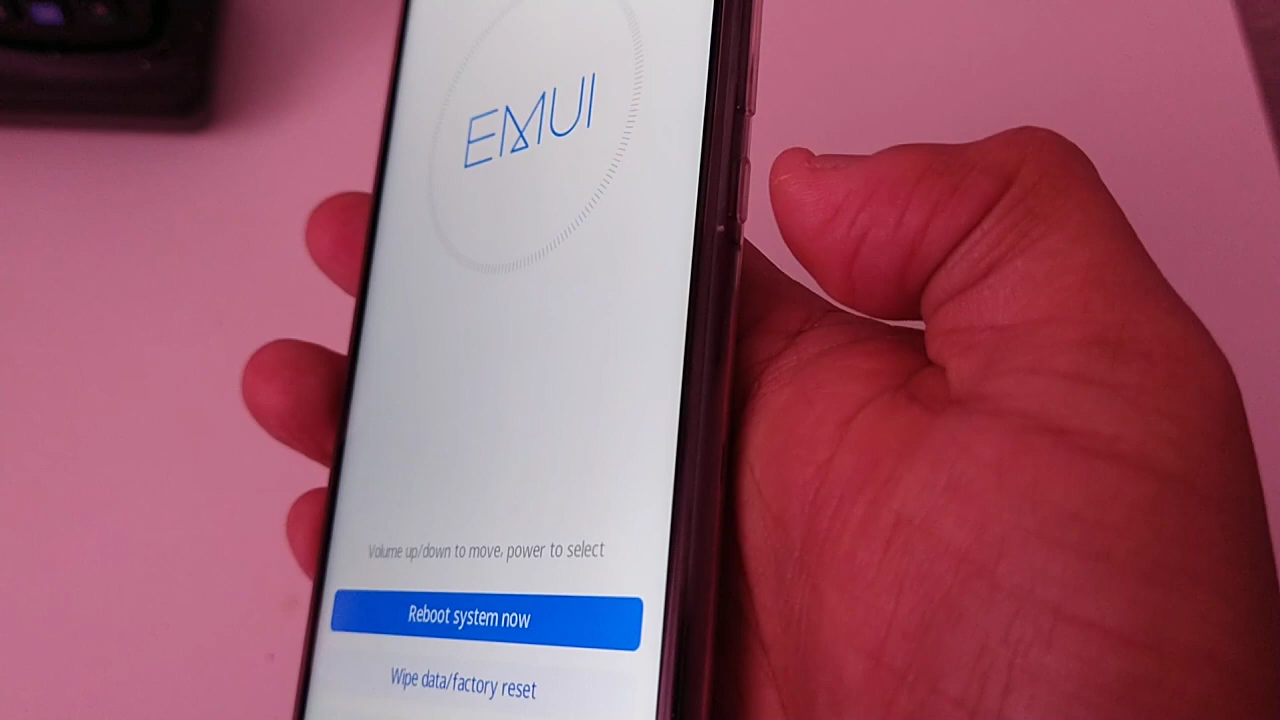 EMUI
Volume up/down to move, power to select
Reboot system now
Wipe data/factory reset